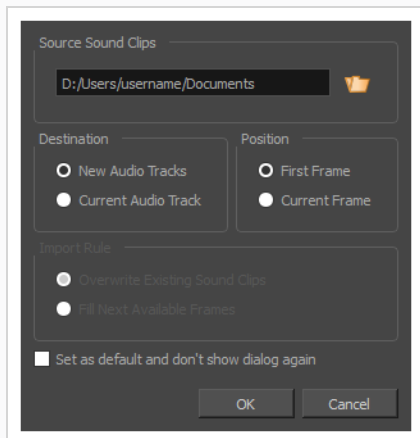 Source Sound Clips
D:/Users/username/Documents
Destination
Position
New Audio Tracks
First Frame
Current Audio Track
Current Frame
Import Rule
Overwrite Existing Sound Clips
Fill Next Available Frames
Set as default and don't show dialog again
OK
Cancel